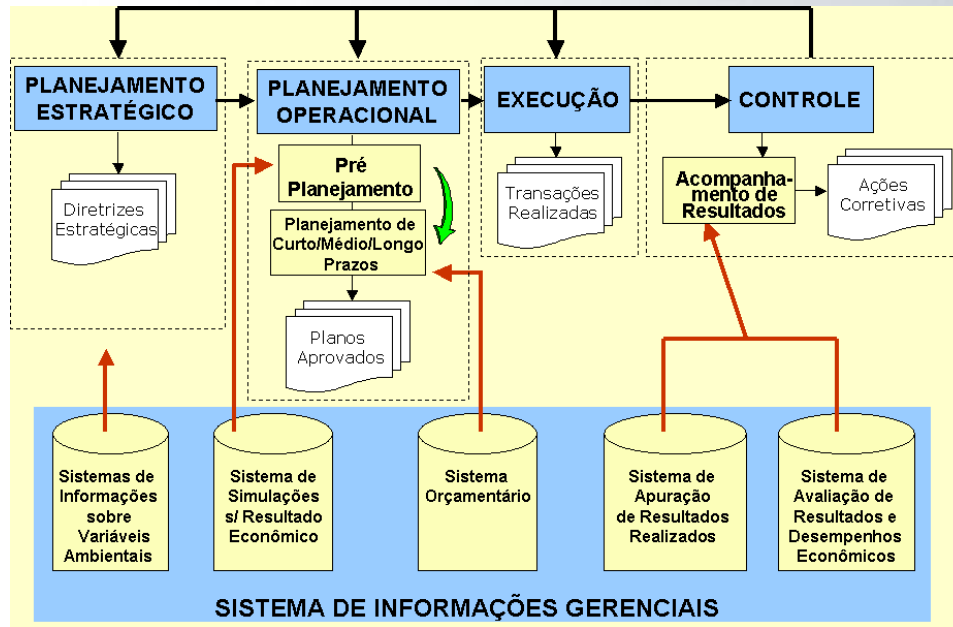 PLANEJAMENTO
ESTRATÉGICO
PLANEJAMENTO
OPERACIONAL
EXECUÇÃO
CONTROLE
Diretrizes
Estratégicas
Pré
Planejamento
Planejamento de
Curto/Médio/Longo
Prazos
Planos
Aprovados
Transações
Realizadas
Acompanha-
mento de
Resultados
Ações
Corretivas
Sistemas de
Informações
sobre
Variáveis
Ambientais
Sistema de
Simulações
s/ Resultado
Econômico
Sistema
Orçamentário
Sistema de
Apuração
de Resultados
Realizados
Sistema de
Avaliação de
Resultados e
Desempenhos
Econômicos
SISTEMA DE INFORMAÇÕES GERENCIAIS